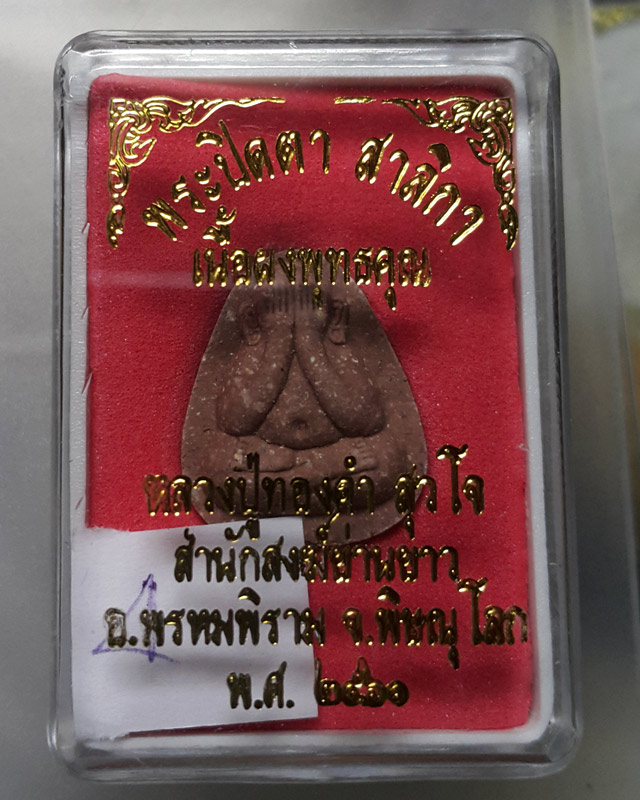 พระปิดตา สาลิกา
เนื้อผงพุทธคุณ
หลวงปู่ทองดำ สุวโจ
สำนักสงฆ์ย่านยาว
อ.พรหมพิราม จ.พิษณุโลก
พ.ศ. ๒๕๖๑